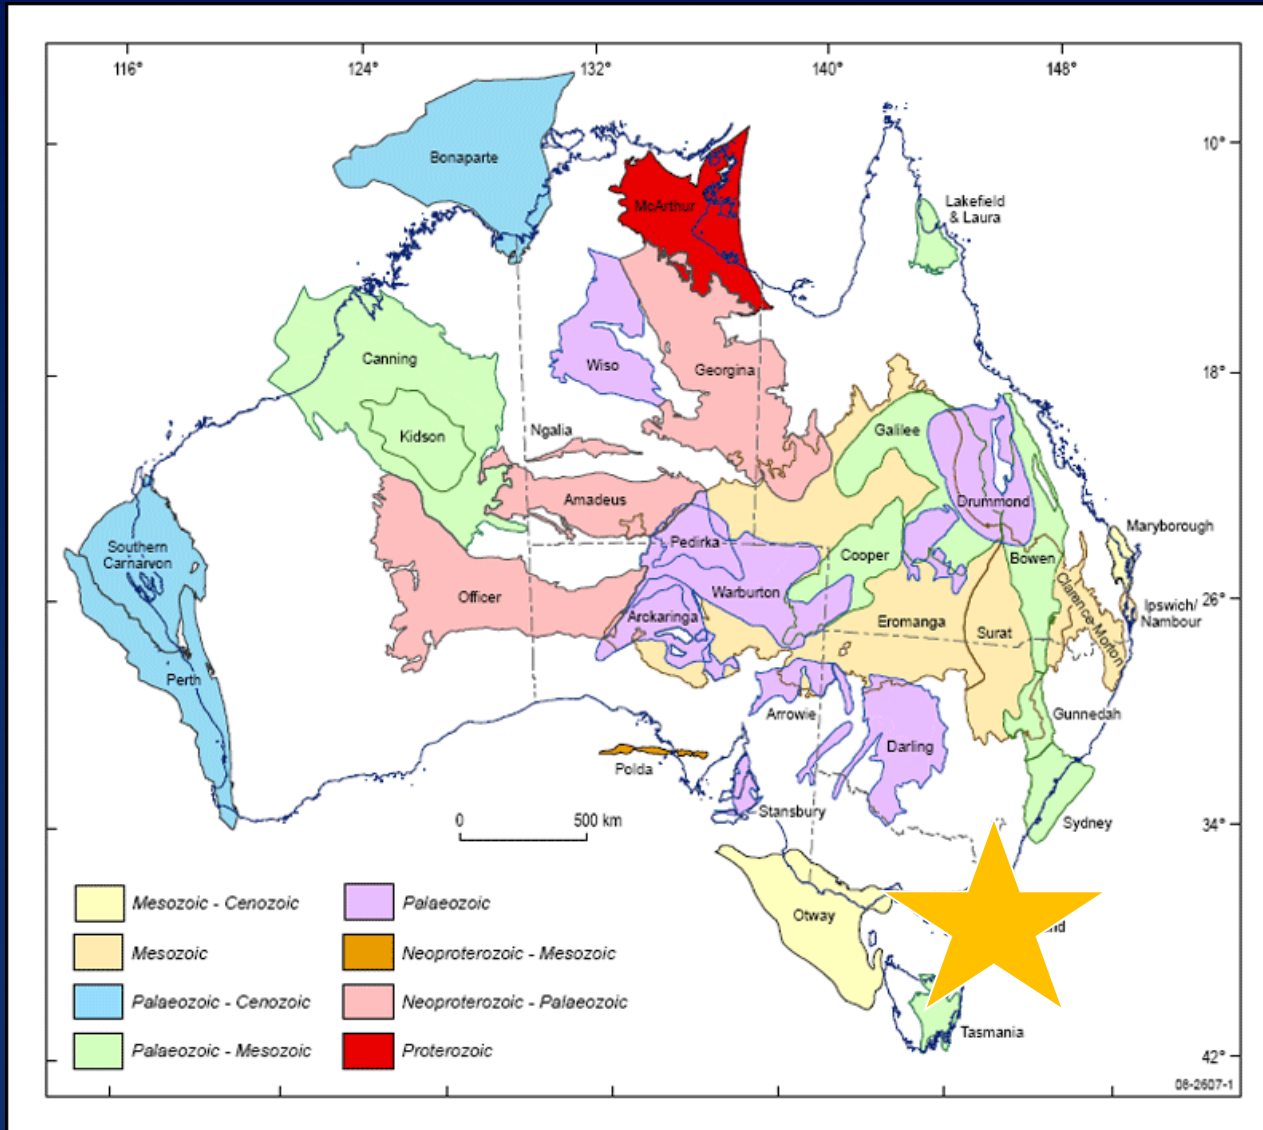 116°
124°
132°
140°
148°
10°
18°
26°
34°
42°
Bonaparte
McArthur
Lakefield
& Laura
Canning
Wiso
Georgina
Kidson
Ngalia
Galilee
Amadeus
Drummond
Maryborough
Southern
Carnarvon
Pedirka
Cooper
Bowen
Officer
Warburton
Arckaringa
Eromanga
Surat
Clarence-Morton
Ipswich/
Nambour
Perth
Arrowie
Gunnedah
Darling
Polda
Stansbury
Sydney
0 500 km
Otway
nd
Tasmania
Mesozoic - Cenozoic
Mesozoic
Palaeozoic - Cenozoic
Palaeozoic - Mesozoic
Palaeozoic
Neoproterozoic - Mesozoic
Neoproterozoic - Palaeozoic
Proterozoic
08-2607-1